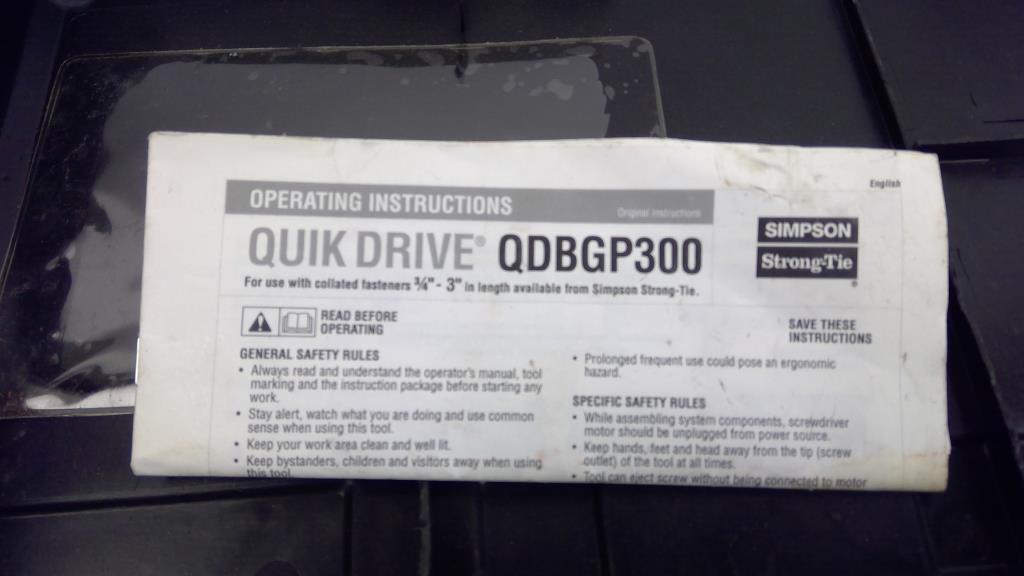 English
OPERATING INSTRUCTIONS
Original Instructions
QUIK DRIVE® QDBGP300
For use with collated fasteners ¾" - 3" in length available from Simpson Strong-Tie.
SIMPSON
Strong-Tie
®
READ BEFORE
OPERATING
SAVE THESE
INSTRUCTIONS
GENERAL SAFETY RULES
• Always read and understand the operator's manual, tool
marking and the instruction package before starting any
work.
• Stay alert, watch what you are doing and use common
sense when using this tool.
• Keep your work area clean and well lit.
• Keep bystanders, children and visitors away when using
this tool.
• Prolonged frequent use could pose an ergonomic
hazard.
SPECIFIC SAFETY RULES
• While assembling system components, screwdriver
motor should be unplugged from power source.
• Keep hands, feet and head away from the tip (screw
outlet) of the tool at all times.
• Tool can eject screw without being connected to motor